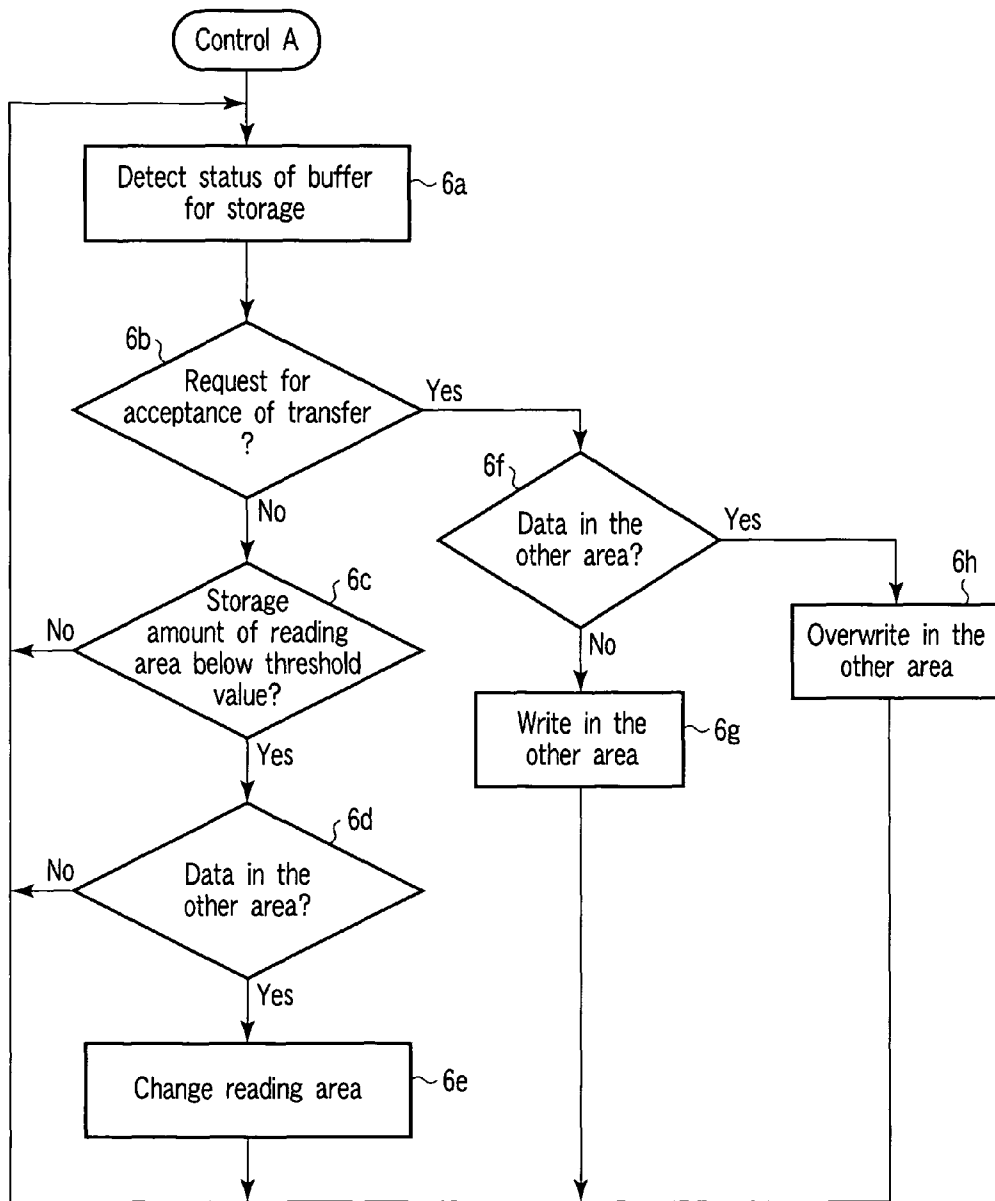 Control A
Detect status of buffer
for storage
6a
6b
Request for
acceptance of transfer
?
Yes
No
6f
Data in the
other area?
Yes
No
6h
Overwrite in the
other area
6c
Storage
amount of reading
area below threshold
value?
No
Yes
Write in the
other area
6g
6d
Data in the
other area?
No
Yes
Change reading area
6e